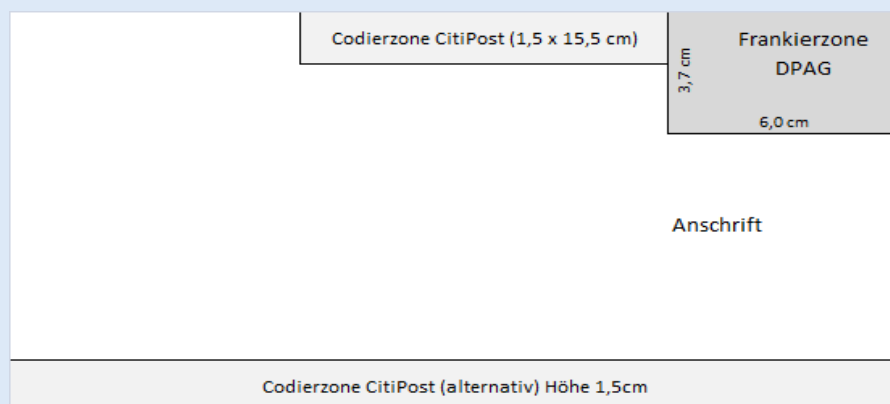 Codierzone CitiPost (1,5 x 15,5 cm)
Frankierzone
DPAG
3,7 cm
6,0 cm
Anschrift
Codierzone CitiPost (alternativ) Höhe 1,5cm